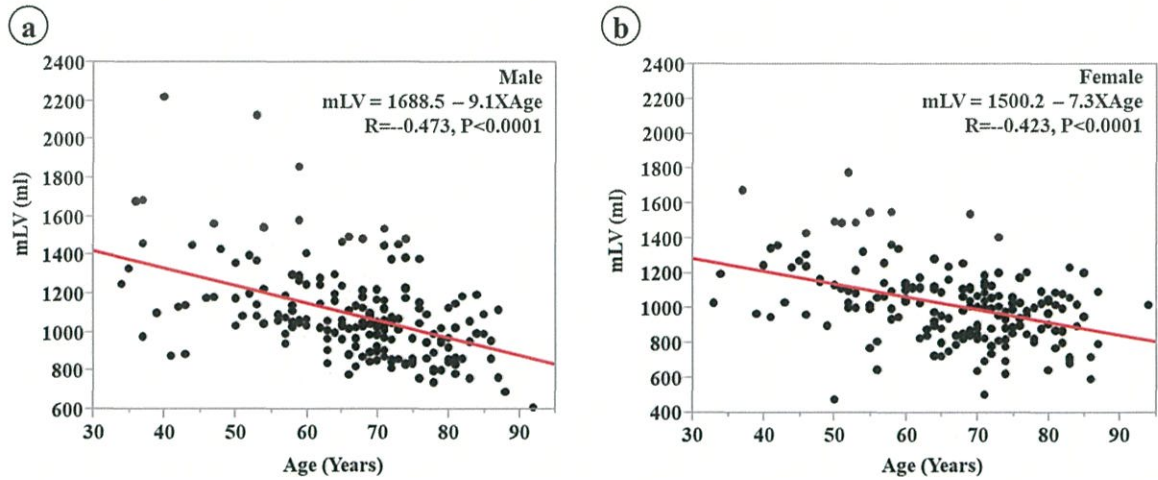 a
2400
2200
2000
1800
1600
1400
1200
1000
800
600
mLV (ml)
Male
mLV = 1688.5 – 9.1XAge
R=--0.473, P<0.0001
30 40 50 60 70 80 90
Age (Years)
b
2400
2200
2000
1800
1600
1400
1200
1000
800
600
400
mLV (ml)
Female
mLV = 1500.2 – 7.3XAge
R=--0.423, P<0.0001
30 40 50 60 70 80 90
Age (Years)